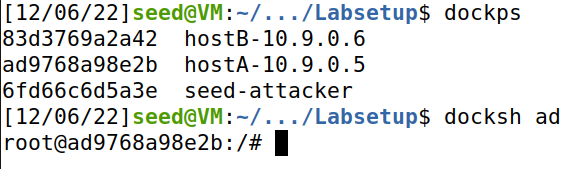 [12/06/22]seed@VM:~/.../Labsetup$ dockps
83d3769a2a42  hostB-10.9.0.6
ad9768a98e2b  hostA-10.9.0.5
6fd66c6d5a3e  seed-attacker
[12/06/22]seed@VM:~/.../Labsetup$ docksh ad
root@ad9768a98e2b:/#